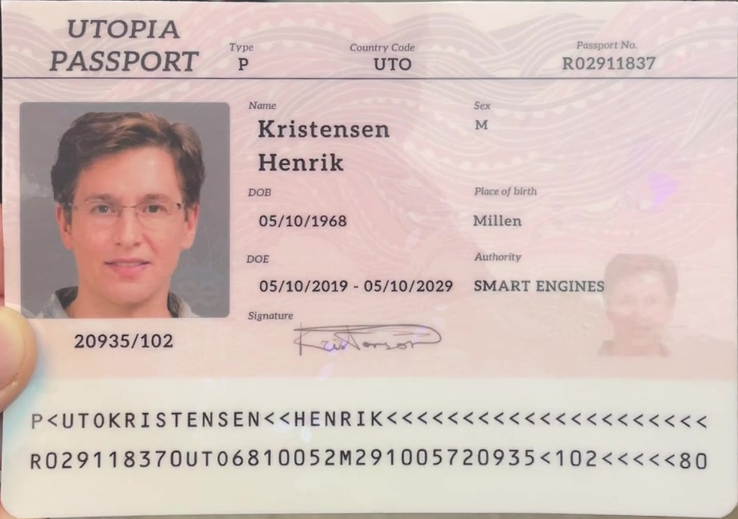 UTOPIA
PASSPORT
Type
P
Country Code
UTO
Passport No.
R02911837
Name
Kristensen
Henrik
Sex
M
DOB
05/10/1968
Place of birth
Millen
DOE
05/10/2019 - 05/10/2029
Authority
SMART ENGINES
Signature
Kristensen
20935/102
P<UTOKRISTENSEN<<HENRIK<<<<<<<<<<<<<<<<<<<<<
R029118370UTO6810052M291005720935<102<<<<<80